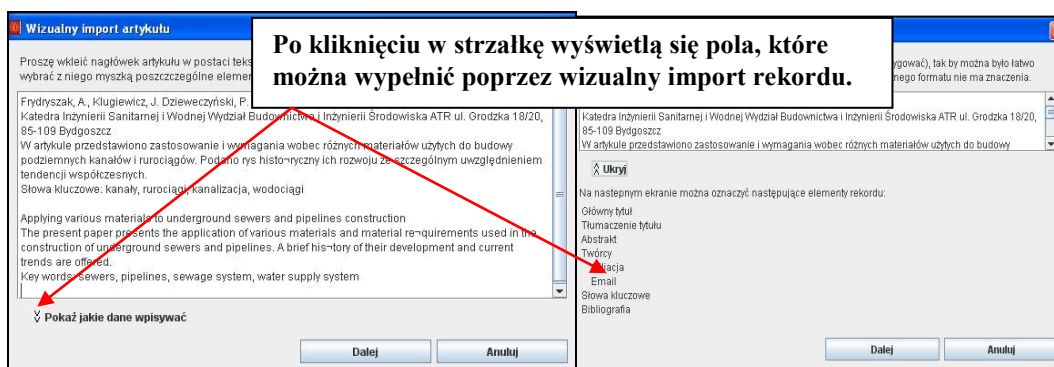 Wizualny import artykułu
Po kliknięciu w strzałkę wyświetlą się pola, które
można wypełnić poprzez wizualny import rekordu.
Proszę wkleić nagłówek artykułu w postaci teks
wybrać z niego myszką poszczczególne elemer
Frydryszak, A., Klugiewicz, J. Dzieweczyński, P.
Katedra Inżynierii Sanitarnej i Wodnej Wydział Budownictwa i Inżynierii Środowiska ATR ul. Grodzka 18/20,
85-109 Bydgoszcz
W artykule przedstawiono zastosowanie i wymagania wobec różnych materiałów użytych do budowy
podziemnych kanałów i rurociągów. Podano rys histo¬ryczny ich rozwoju ze szczególnym uwzględnieniem
tendencji współczesnych.
Słowa kluczowe: kanały, rurociągi, kanalizacja, wodociągi
Applying various materials to underground sewers and pipelines construction
The present paper presents the application of various materials and material re¬quirements used in the
construction of underground sewers and pipelines. A brief his¬tory of their development and current
trends are offered.
Key words: sewers, pipelines, sewage system, water supply system
Pokaż jakie dane wpisywać
Dalej Anuluj
ygować), tak by można było łatwo
nego formatu nie ma znaczenia.
Katedra Inżynierii Sanitarnej i Wodnej Wydział Budownictwa i Inżynierii Środowiska ATR ul. Grodzka 18/20,
85-109 Bydgoszcz
W artykule przedstawiono zastosowanie i wymagania wobec różnych materiałów użytych do budowy
Ukryj
Na nastepnym ekranie można oznaczyć następujące elementy rekordu:
Główny tytuł
Tłumaczenie tytułu
Abstrakt
Twórcy
liacja
Email
Słowa kluczowe
Bibliografia
Dalej Anuluj